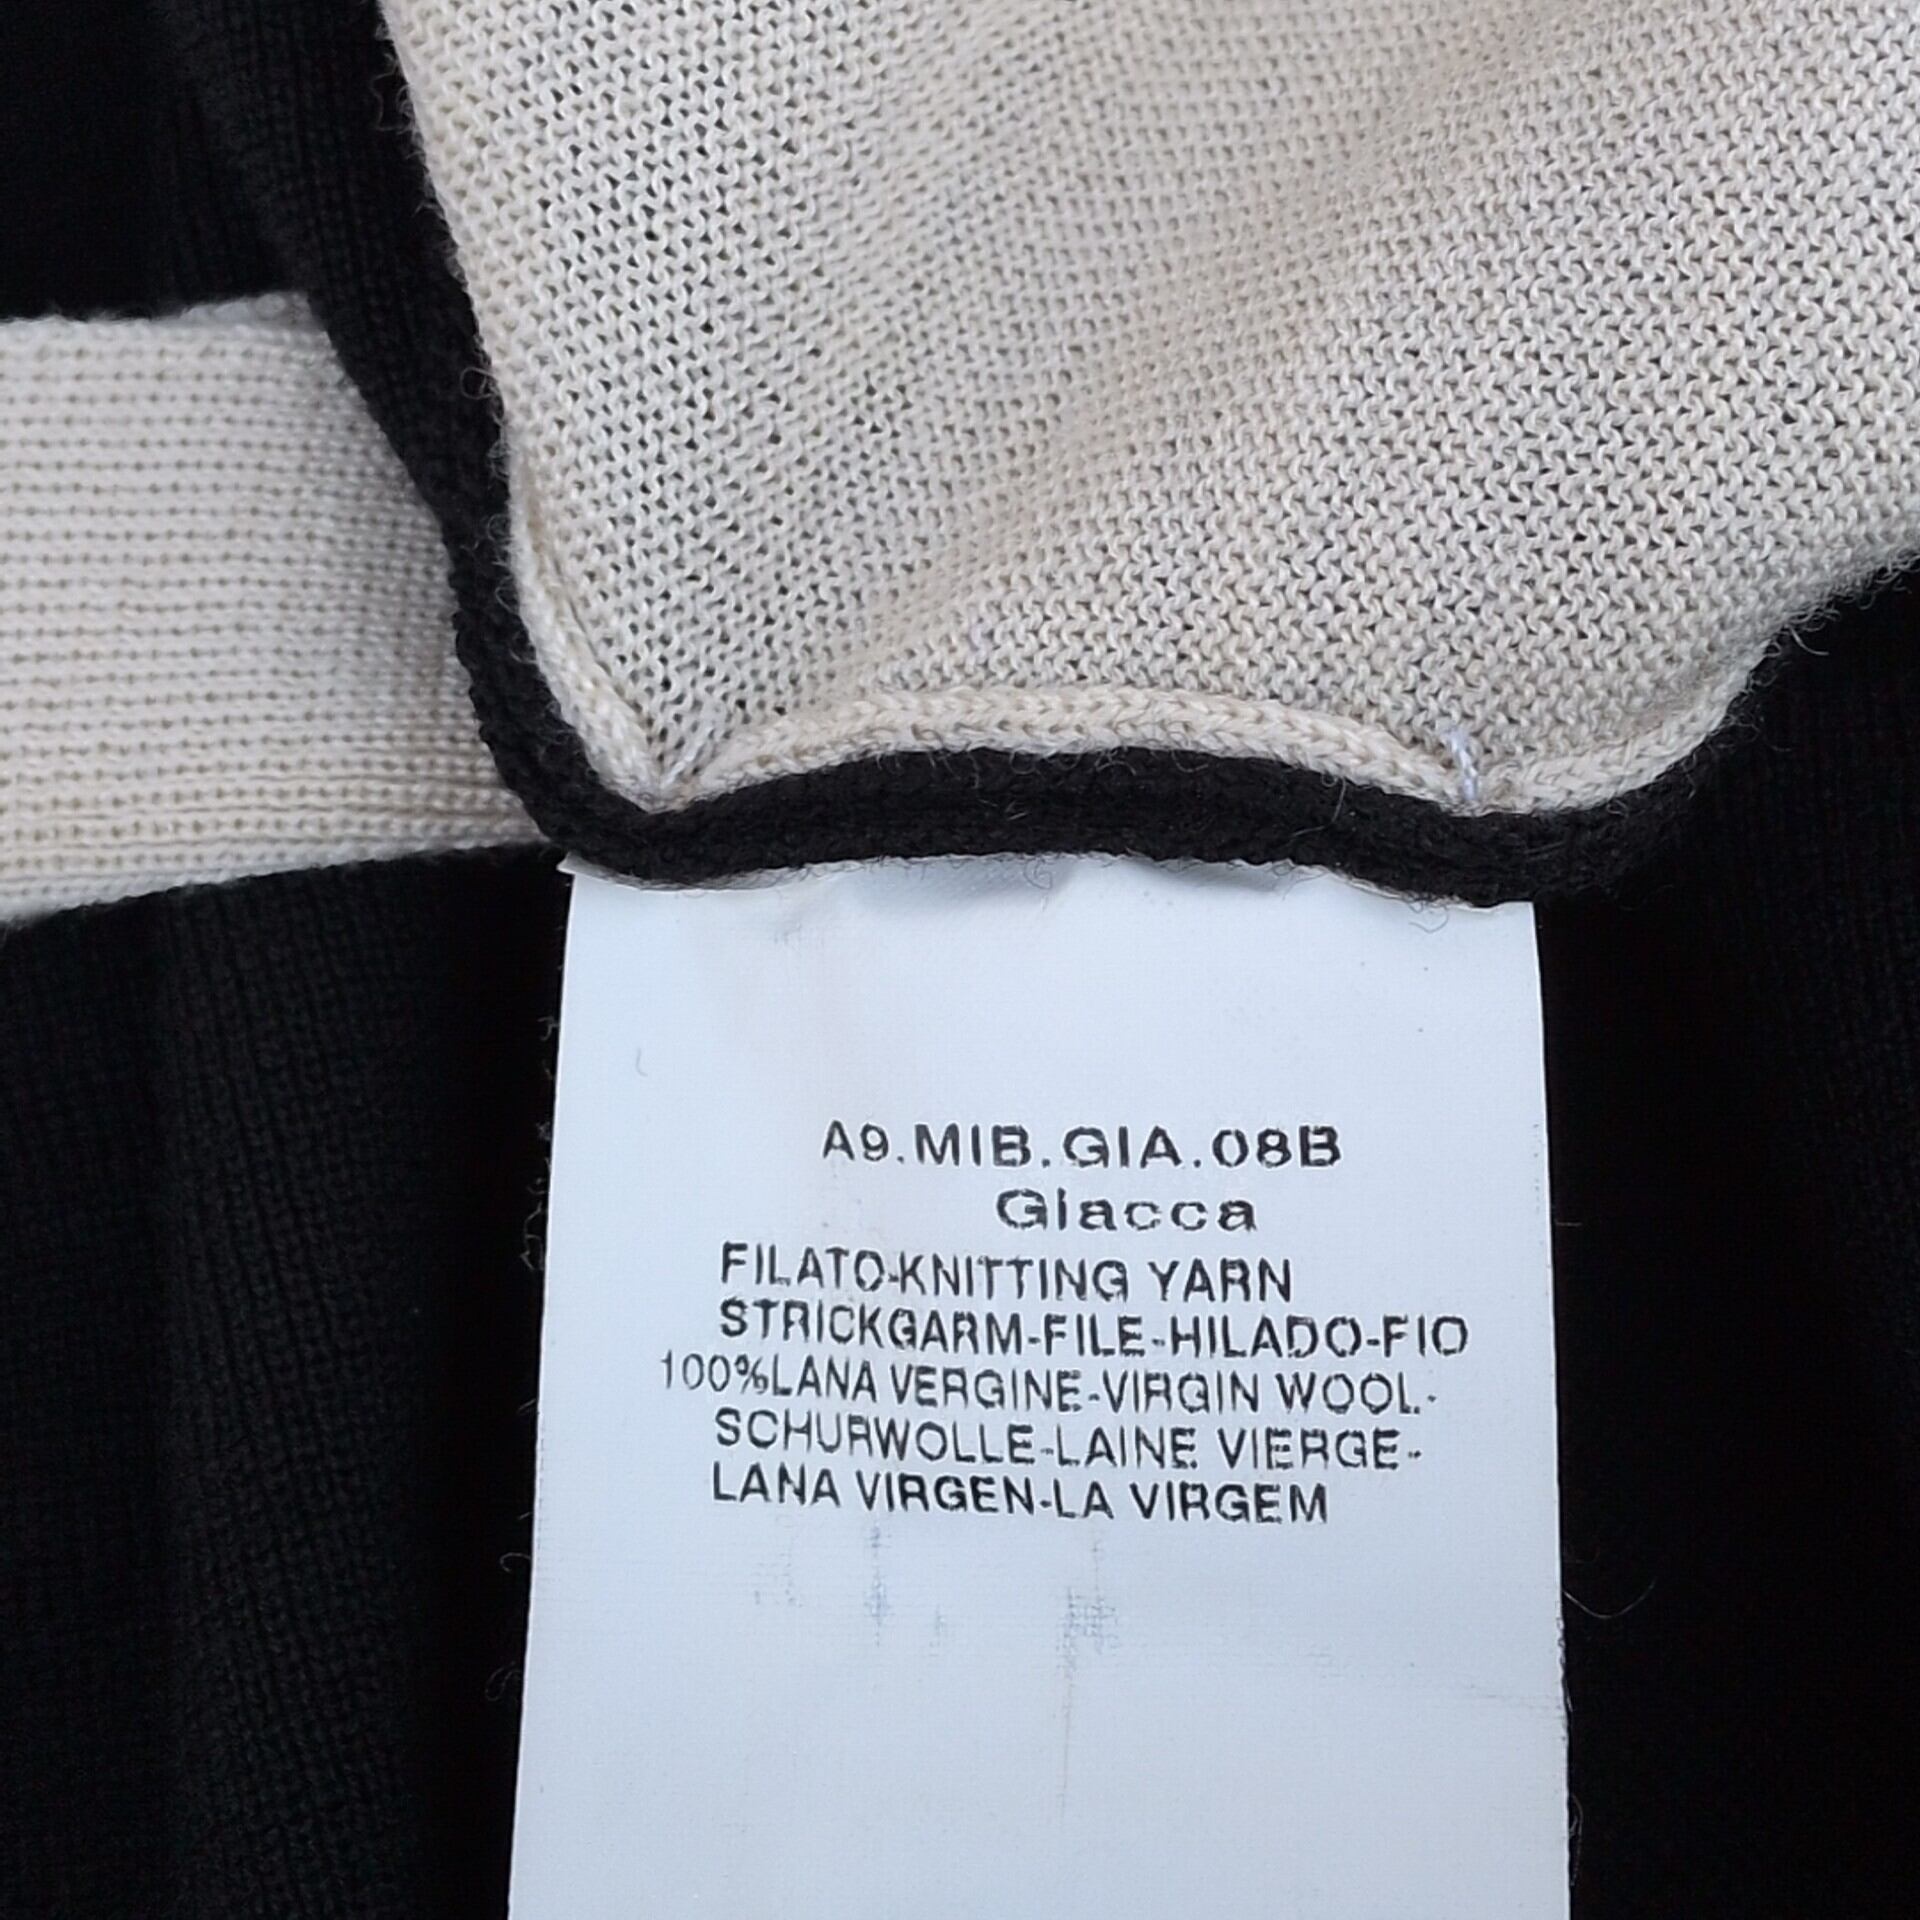 A9.MIB.GIA.08B
Giacca
FILATO-KNITTING YARN
STRICKGARM-FILE-HILADO-FIO
100%LANA VERGINE-VIRGIN WOOL-
SCHURWOLLE-LAINE VIERGE-
LANA VIRGEN-LA VIRGEM